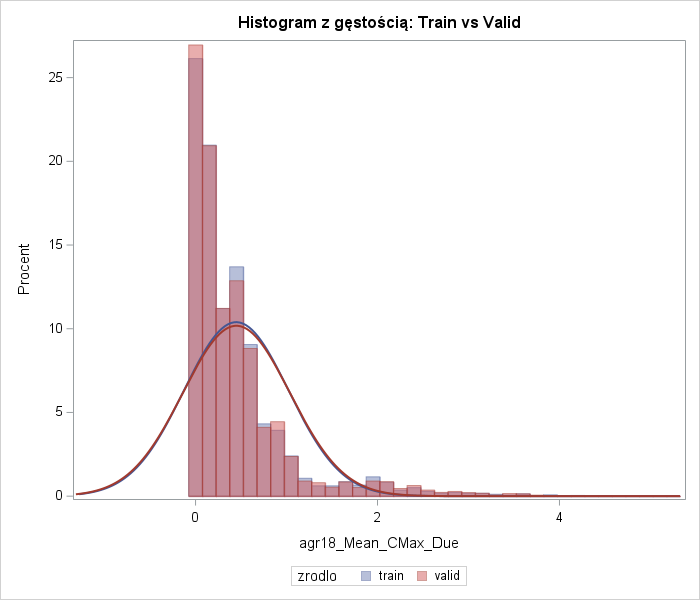 Histogram z gęstością: Train vs Valid
Procent
25
20
15
10
5
0
0 2 4
agr18_Mean_CMax_Due
zrodlo train valid